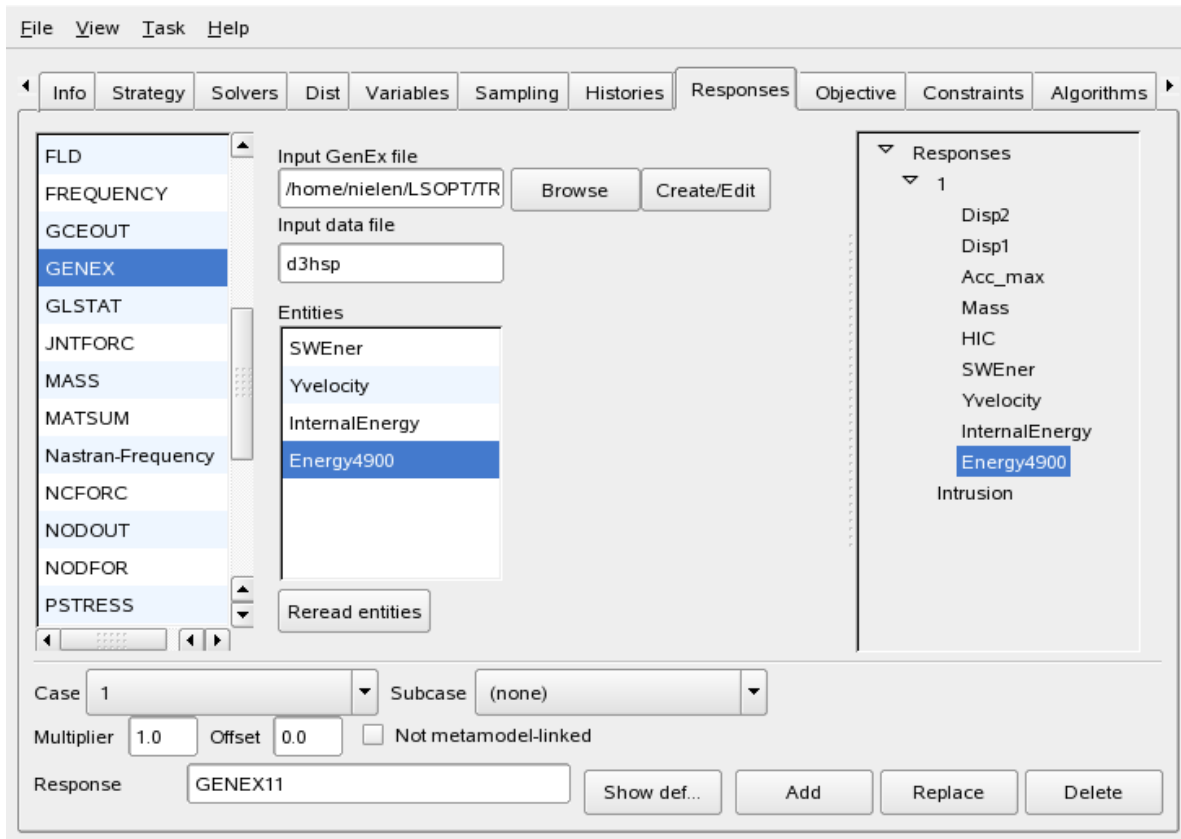 File View Task Help
Info Strategy Solvers Dist Variables Sampling Histories Responses Objective Constraints Algorithms
FLD
FREQUENCY
GCEOUT
GENEX
GLSTAT
JNTFORC
MASS
MATSUM
Nastran-Frequency
NCFORC
NODOUT
NODFOR
PSTRESS
Input GenEx file
/home/nielen/LSOPT/TR Browse Create/Edit
Input data file
d3hsp
Entities
SWEner
Yvelocity
InternalEnergy
Energy4900
Reread entities
Responses
1
Disp2
Disp1
Acc_max
Mass
HIC
SWEner
Yvelocity
InternalEnergy
Energy4900
Intrusion
Case 1 Subcase (none)
Multiplier 1.0 Offset 0.0 Not metamodel-linked
Response GENEX11 Show def... Add Replace Delete